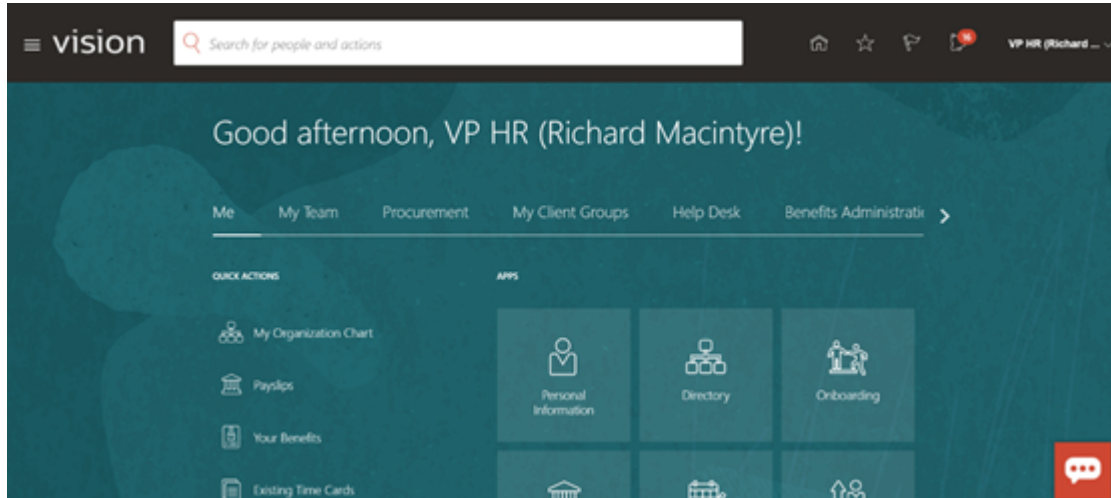 vision
Search for people and actions
16
VP HR (Richard ...
Good afternoon, VP HR (Richard Macintyre)!
Me
My Team
Procurement
My Client Groups
Help Desk
Benefits Administratic
QUICK ACTIONS
APPS
My Organization Chart
Payslips
Your Benefits
Existing Time Cards
Personal
Information
Directory
Onboarding